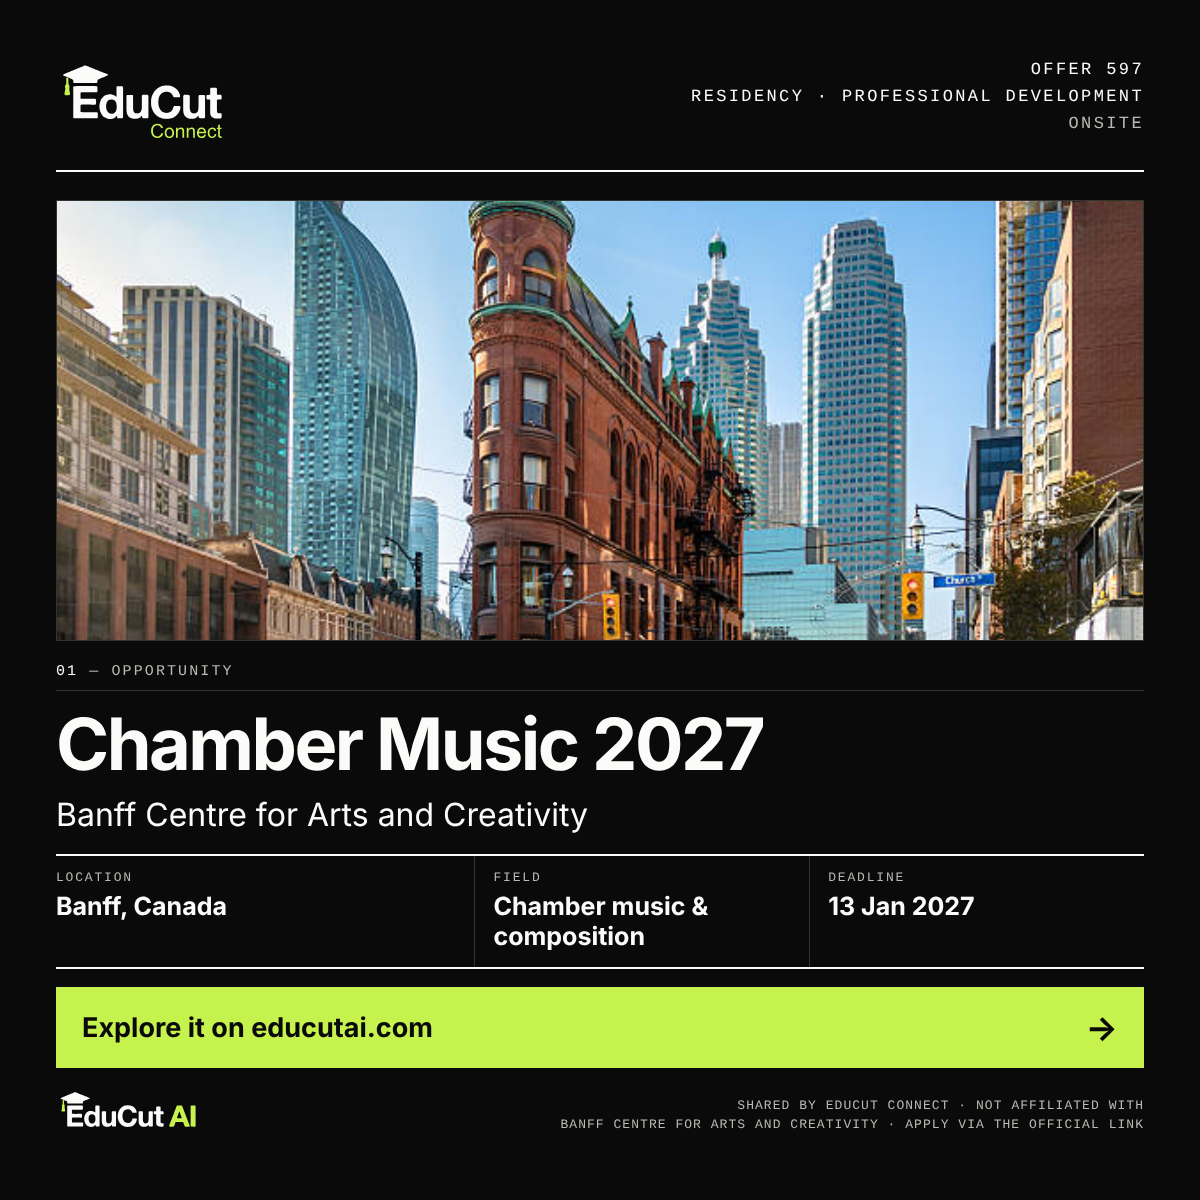 EduCut
Connect
OFFER 597
RESIDENCY · PROFESSIONAL DEVELOPMENT
ONSITE
Church
01 — OPPORTUNITY
Chamber Music 2027
Banff Centre for Arts and Creativity
LOCATION
Banff, Canada
FIELD
Chamber music &
composition
DEADLINE
13 Jan 2027
Explore it on educutai.com →
EduCut AI
SHARED BY EDUCUT CONNECT · NOT AFFILIATED WITH
BANFF CENTRE FOR ARTS AND CREATIVITY · APPLY VIA THE OFFICIAL LINK